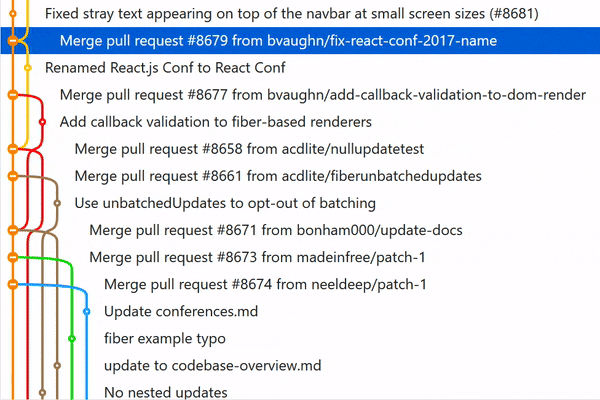 Fixed stray text appearing on top of the navbar at small screen sizes (#8681)
Merge pull request #8679 from bvaughn/fix-react-conf-2017-name
Renamed React.js Conf to React Conf
Merge pull request #8677 from bvaughn/add-callback-validation-to-dom-render
Add callback validation to fiber-based renderers
Merge pull request #8658 from acdlite/nullupdatetest
Merge pull request #8661 from acdlite/fiberunbatchedupdates
Use unbatchedUpdates to opt-out of batching
Merge pull request #8671 from bonham000/update-docs
Merge pull request #8673 from madeinfree/patch-1
Merge pull request #8674 from neeldeep/patch-1
Update conferences.md
fiber example typo
update to codebase-overview.md
No nested updates